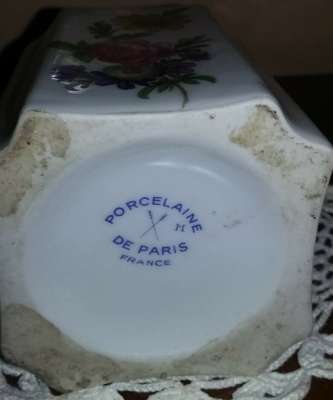 PORCELAINE
M
DE PARIS
FRANCE